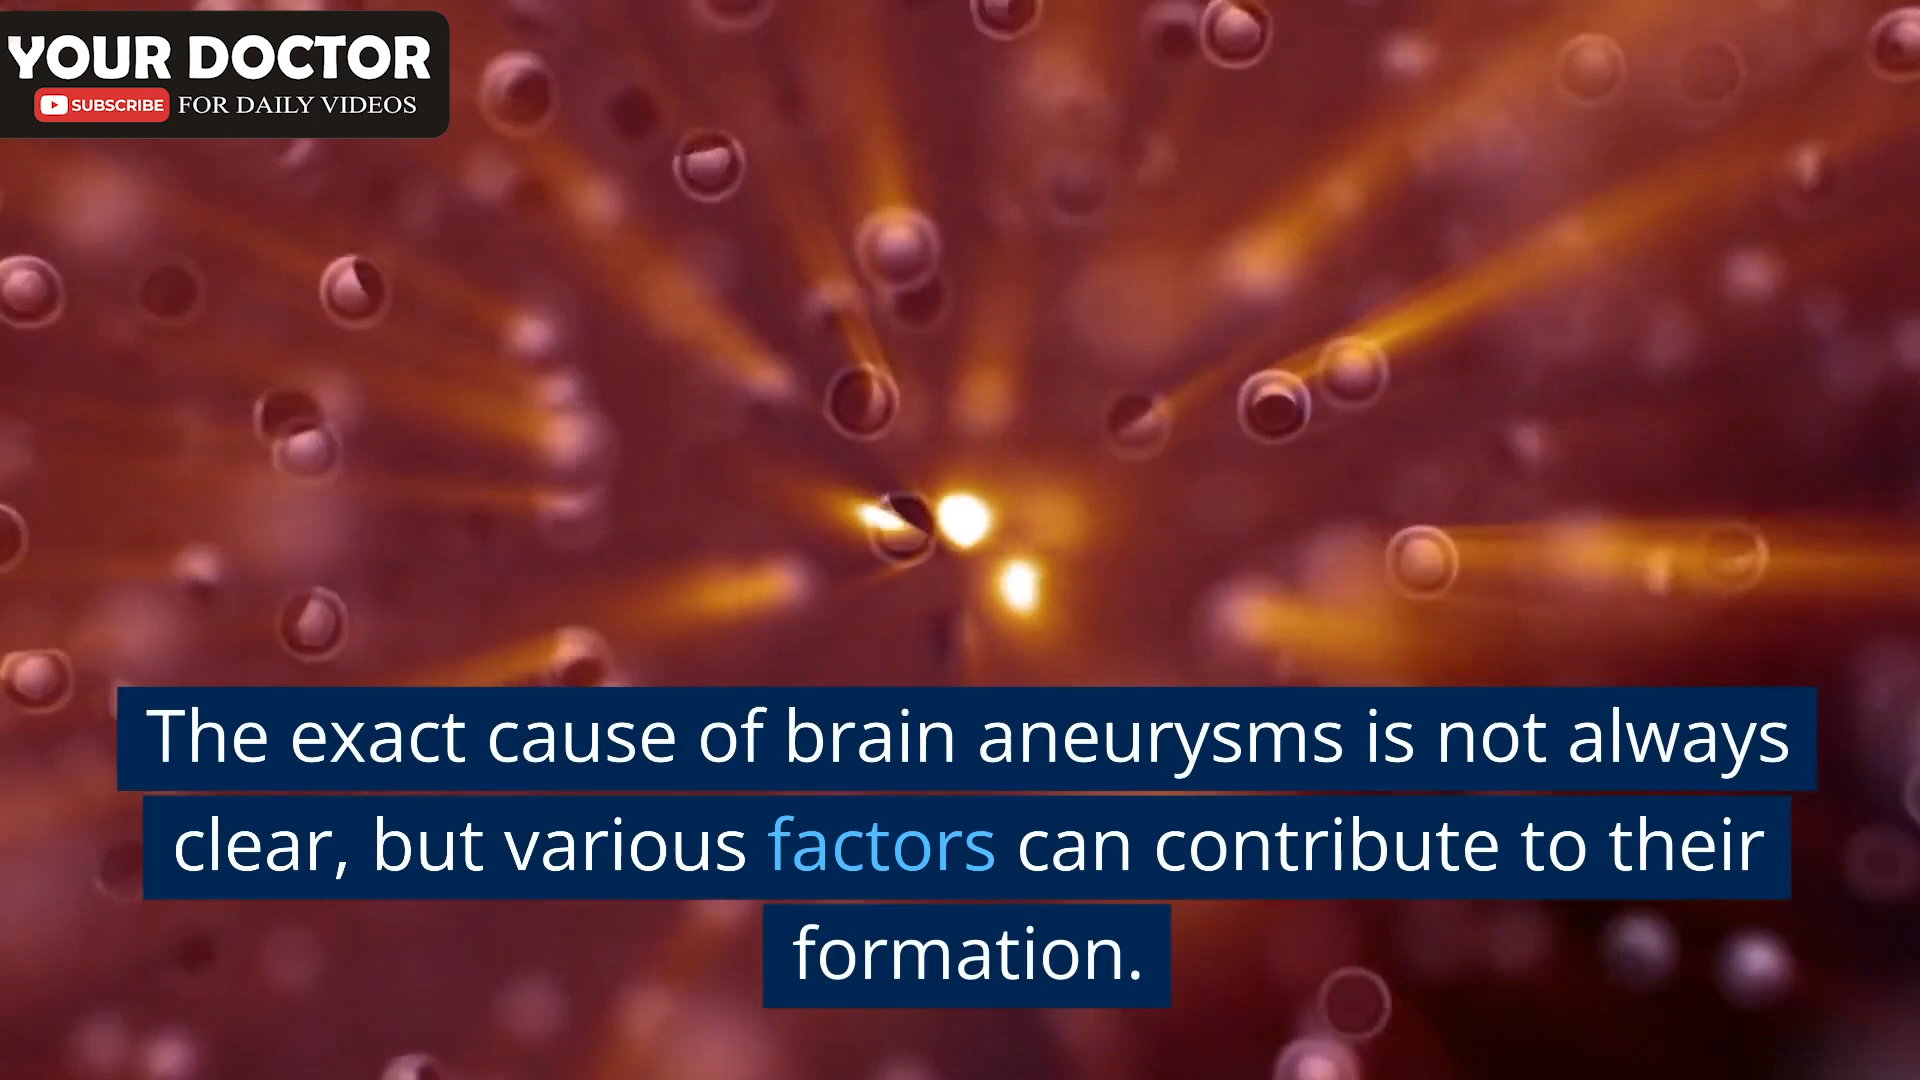 YOUR DOCTOR
SUBSCRIBE FOR DAILY VIDEOS
The exact cause of brain aneurysms is not always
clear, but various factors can contribute to their
formation.